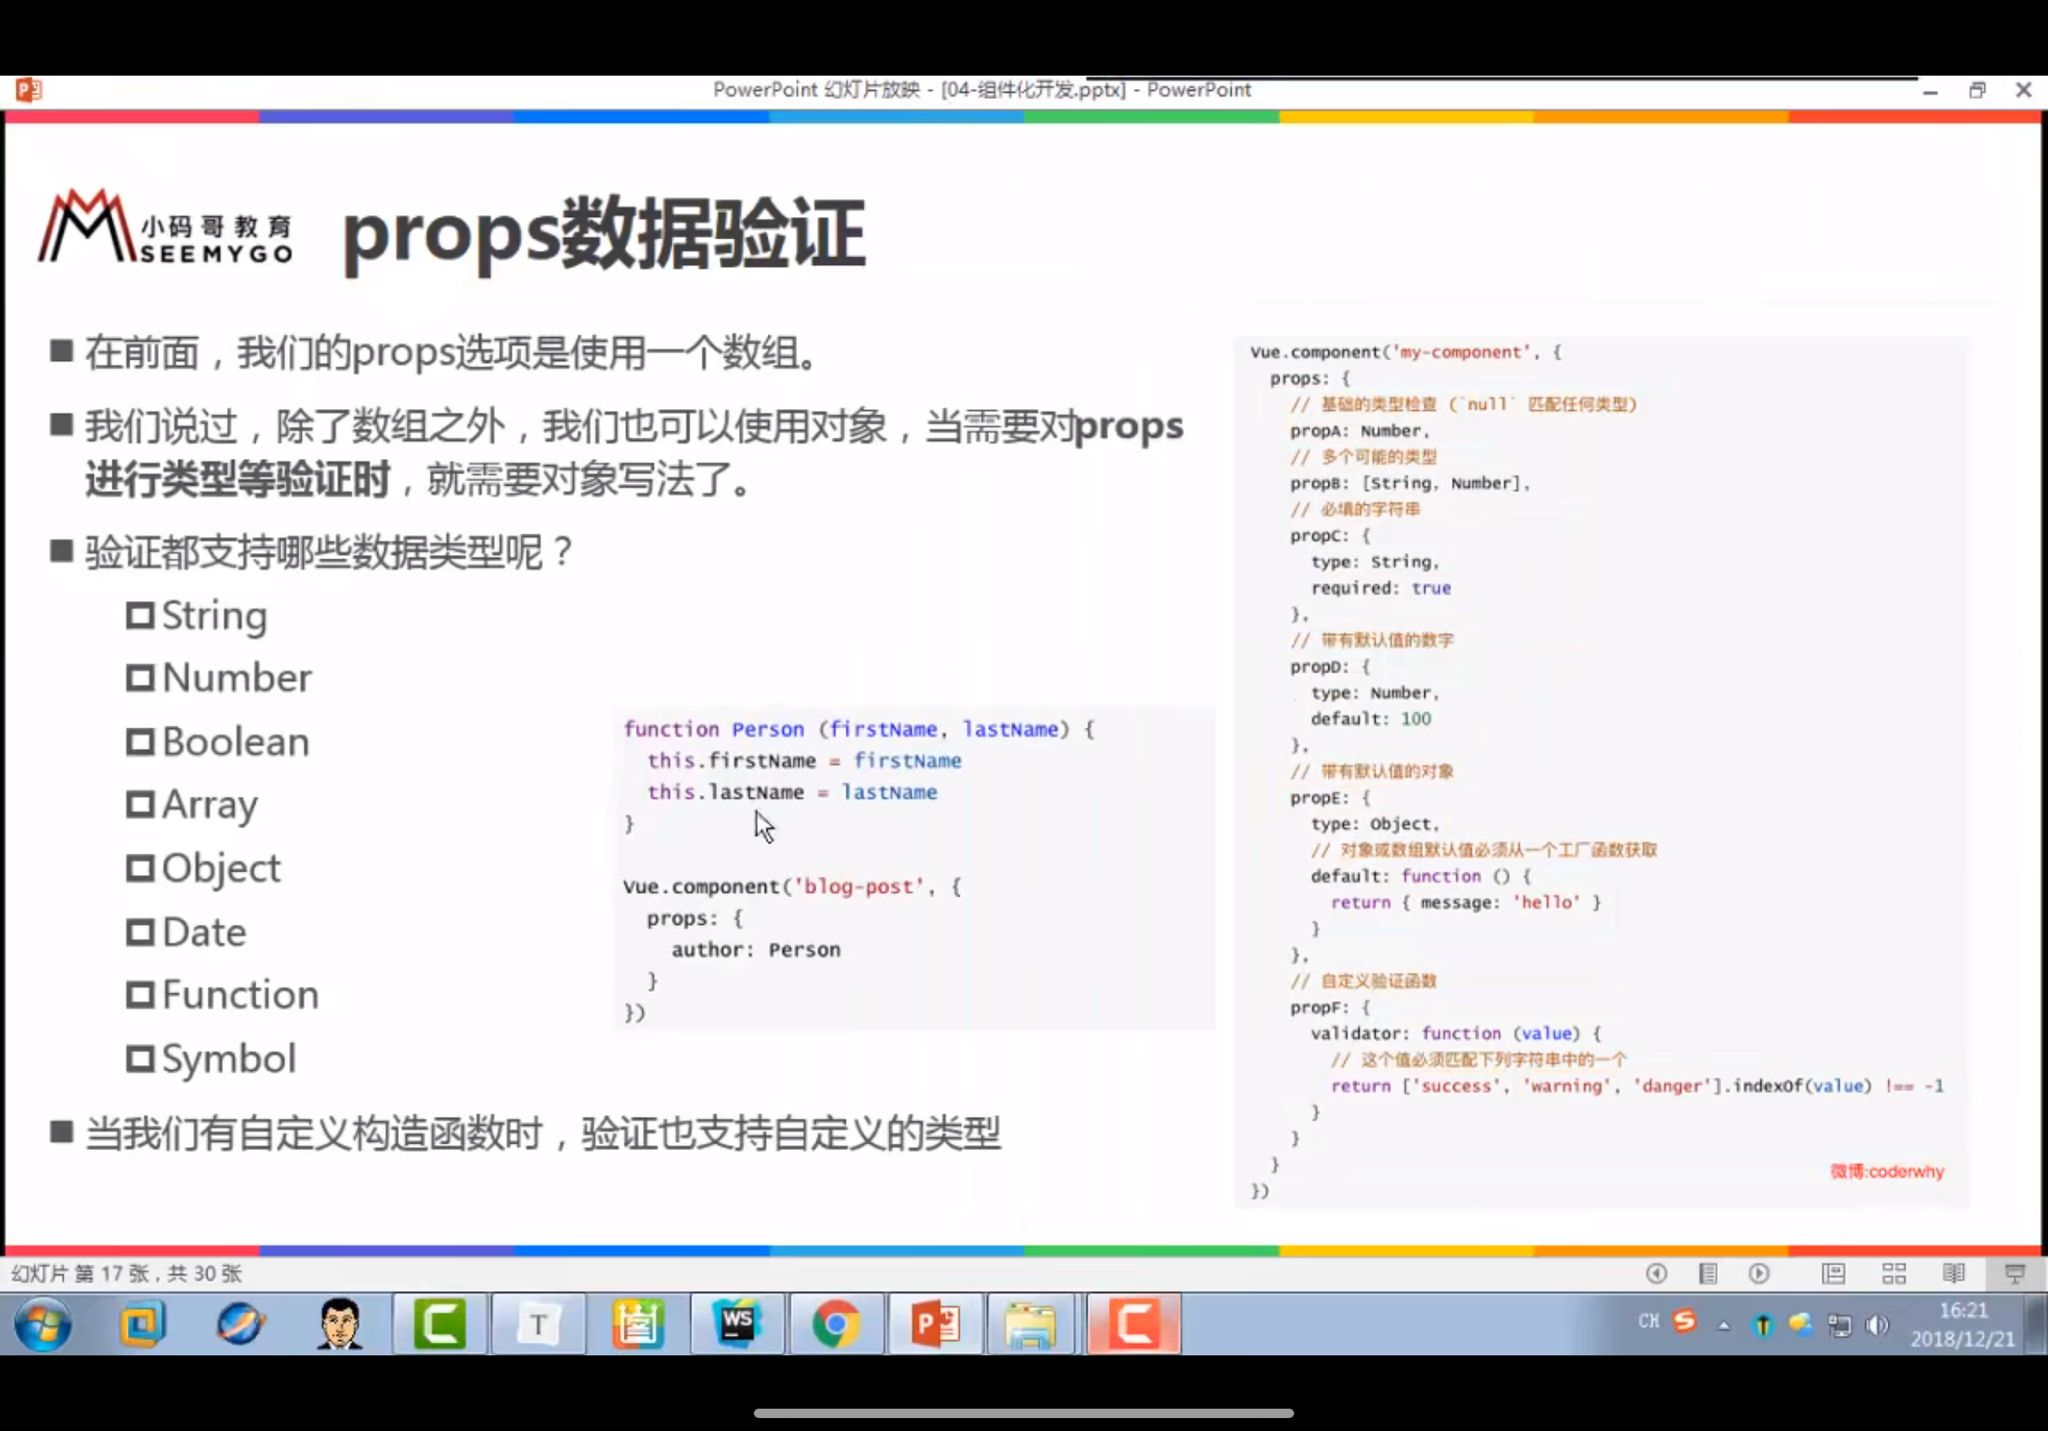 PowerPoint 幻灯片放映 - [04-组件化开发.pptx] - PowerPoint
小码哥教育
SEEMYGO
props数据验证
在前面，我们的props选项是使用一个数组。
我们说过，除了数组之外，我们也可以使用对象，当需要对props
进行类型等验证时，就需要对象写法了。
验证都支持哪些数据类型呢？
String
Number
Boolean
Array
Object
Date
Function
Symbol
当我们有自定义构造函数时，验证也支持自定义的类型
function Person (firstName, lastName) {
this.firstName = firstName
this.lastName = lastName
}
Vue.component('blog-post', {
props: {
author: Person
}
})
Vue.component('my-component', {
props: {
// 基础的类型检查 (`null` 匹配任何类型)
propA: Number,
// 多个可能的类型
propB: [String, Number],
// 必填的字符串
propC: {
type: String,
required: true
},
// 带有默认值的数字
propD: {
type: Number,
default: 100
},
// 带有默认值的对象
propE: {
type: Object,
// 对象或数组默认值必须从一个工厂函数获取
default: function () {
return { message: 'hello' }
}
},
// 自定义验证函数
propF: {
validator: function (value) {
// 这个值必须匹配下列字符串中的一个
return ['success', 'warning', 'danger'].indexOf(value) !== -1
}
}
}
})
微博:coderwhy
幻灯片 第 17 张，共 30 张
T
WS
CH
16:21
2018/12/21